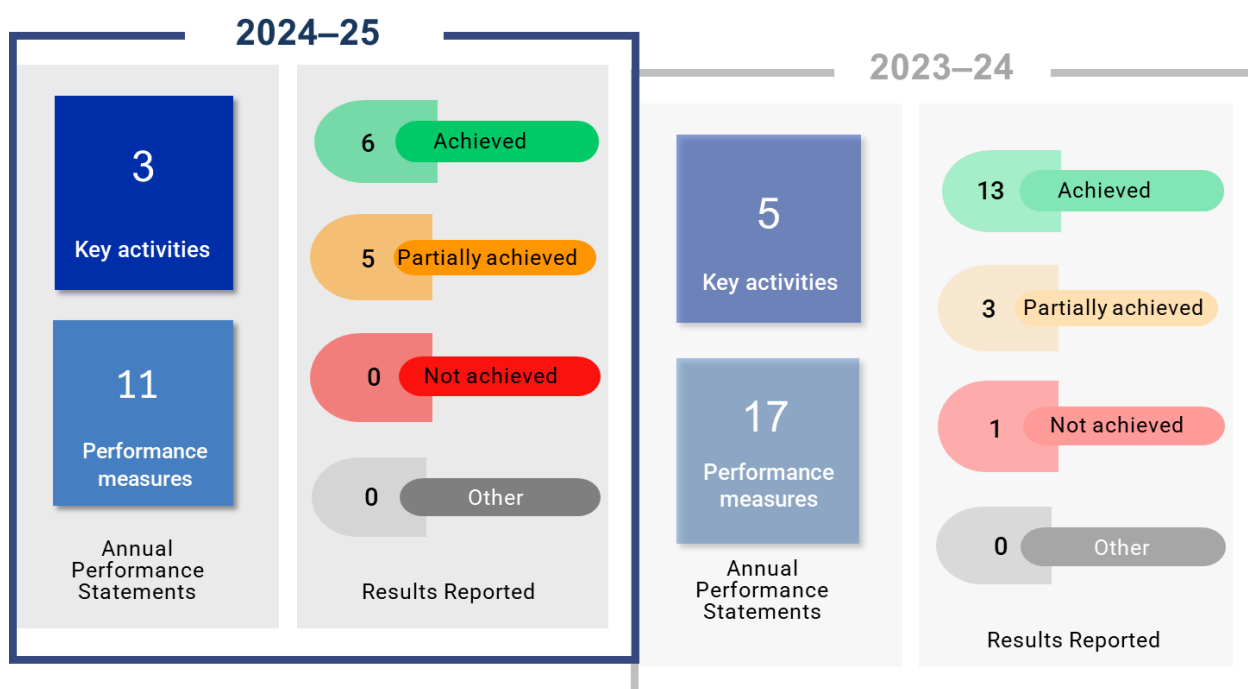 2024–25
3
Key activities
11
Performance
measures
Annual
Performance
Statements
6 Achieved
5 Partially achieved
0 Not achieved
0 Other
Results Reported
2023–24
5
Key activities
17
Performance
measures
Annual
Performance
Statements
13 Achieved
3 Partially achieved
1 Not achieved
0 Other
Results Reported